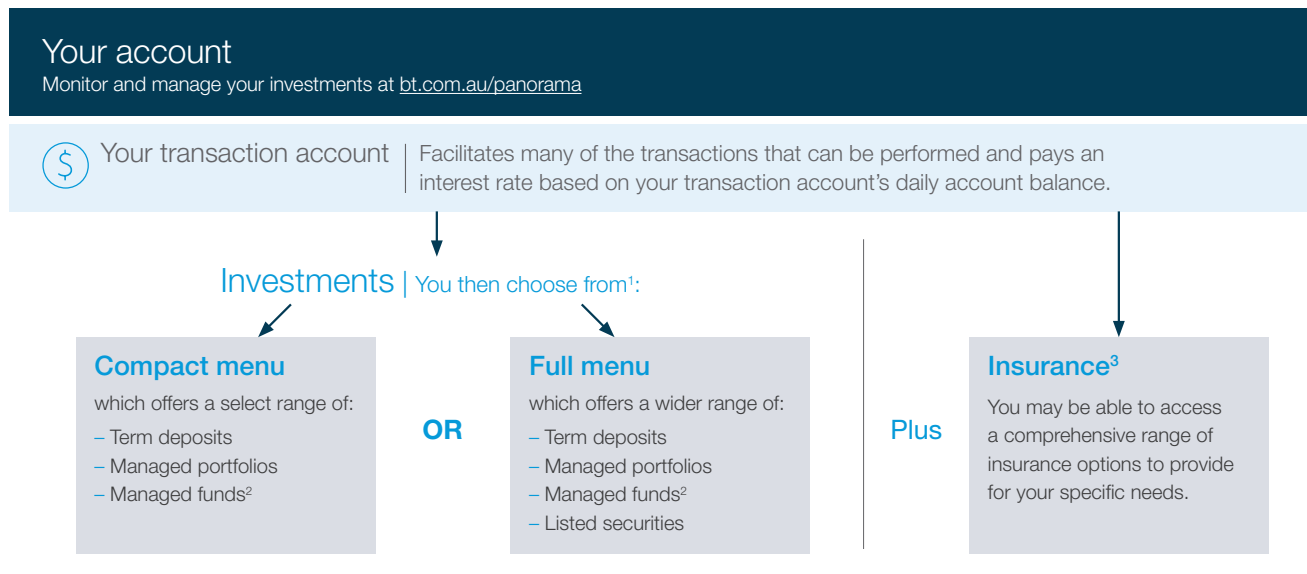 Your account
Monitor and manage your investments at bt.com.au/panorama
$
Your transaction account
Facilitates many of the transactions that can be performed and pays an
interest rate based on your transaction account’s daily account balance.
Investments | You then choose from¹:
Compact menu
which offers a select range of:
– Term deposits
– Managed portfolios
– Managed funds²
OR
Full menu
which offers a wider range of:
– Term deposits
– Managed portfolios
– Managed funds²
– Listed securities
Plus
Insurance³
You may be able to access
a comprehensive range of
insurance options to provide
for your specific needs.